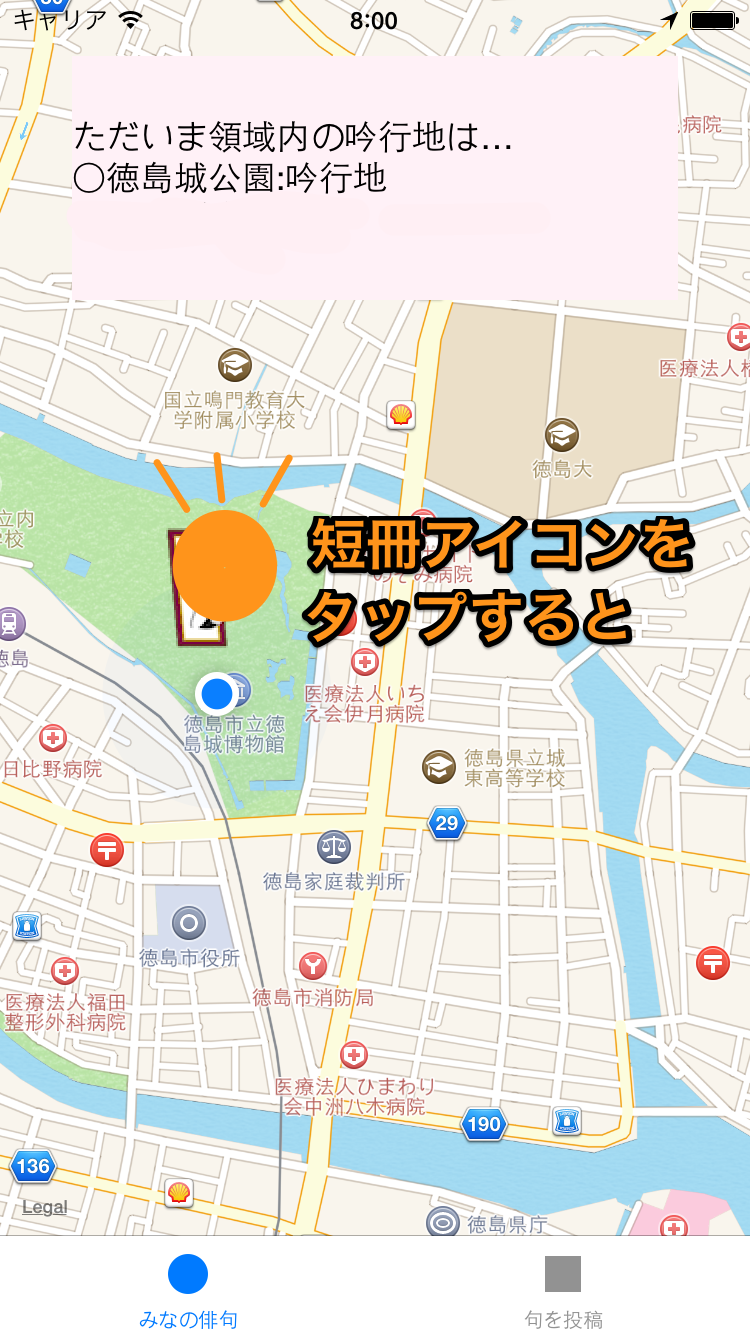 キャリア 8:00
ただいま領域内の吟行地は...
〇徳島城公園:吟行地
病院
医療法人
国立鳴門教育大
学附属小学校
徳島大
立内
学校
短冊アイコンを
タップすると
のぞみ病院
徳島
医療法人いち
え会伊月病院
徳島市立徳
島城博物館
日比野病院
徳島県立城
東高等学校
29
徳島家庭裁判所
徳島市役所
徳島市消防局
医療法人福田
整形外科病院
医療法人ひまわり
会中洲八木病院
190
136
Legal
徳島県庁
みなの俳句
句を投稿